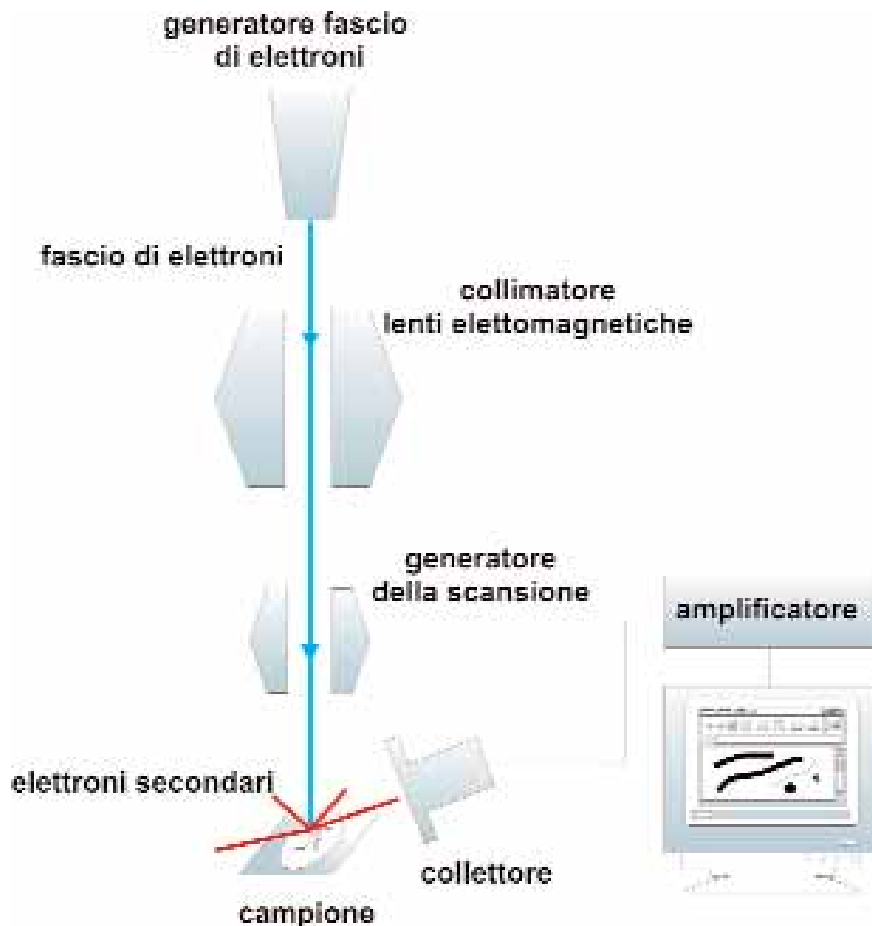 generatore fascio
di elettroni
fascio di elettroni
collimatore
lenti elettomagnetiche
generatore
della scansione
amplificatore
elettroni secondari
collettore
campione